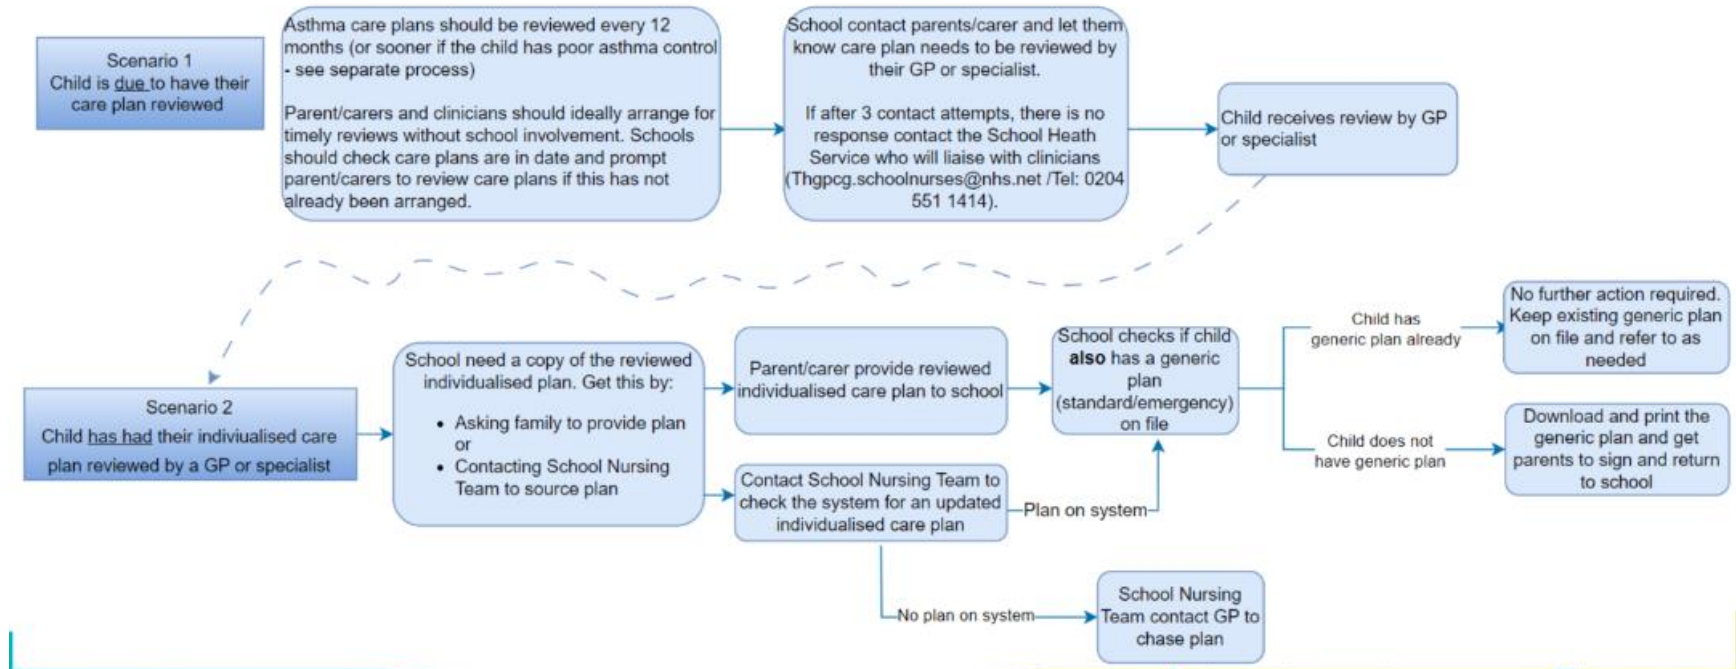 Scenario 1
Child is due to have their
care plan reviewed
Asthma care plans should be reviewed every 12
months (or sooner if the child has poor asthma control
- see separate process)
Parent/carers and clinicians should ideally arrange for
timely reviews without school involvement. Schools
should check care plans are in date and prompt
parent/carers to review care plans if this has not
already been arranged.
School contact parents/carer and let them
know care plan needs to be reviewed by
their GP or specialist.
If after 3 contact attempts, there is no
response contact the School Heath
Service who will liaise with clinicians
(Thgpcg.schoolnurses@nhs.net /Tel: 0204
551 1414).
Child receives review by GP
or specialist
Scenario 2
Child has had their indiviualised care
plan reviewed by a GP or specialist
School need a copy of the reviewed
individualised plan. Get this by:
• Asking family to provide plan
or
• Contacting School Nursing
Team to source plan
Parent/carer provide reviewed
individualised care plan to school
Contact School Nursing Team to
check the system for an updated
individualised care plan
Plan on system
No plan on system
School Nursing
Team contact GP to
chase plan
School checks if child
also has a generic
plan
(standard/emergency)
on file
Child has
generic plan already
No further action required.
Keep existing generic plan
on file and refer to as
needed
Child does not
have generic plan
Download and print the
generic plan and get
parents to sign and return
to school